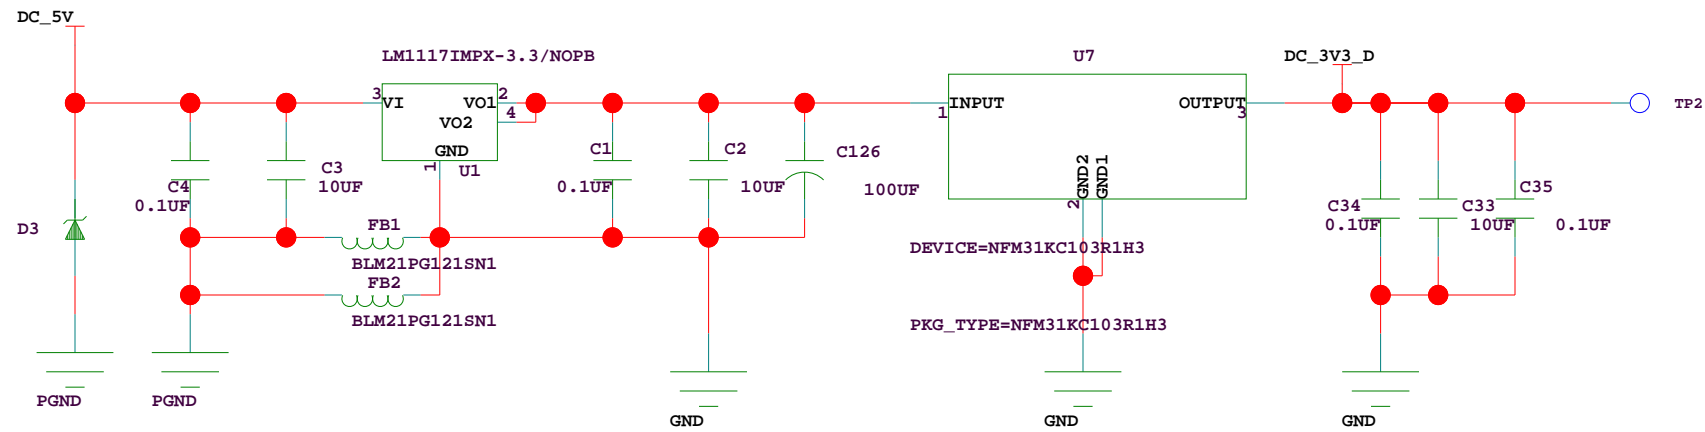 DC_5V
LM1117IMPX-3.3/NOPB
U7
DC_3V3_D
3
VI
VO1
2
VO2
4
GND
1
U1
INPUT
1
OUTPUT
3
TP2
GND2
GND1
2
C4
0.1UF
C3
10UF
C1
0.1UF
C2
10UF
C126
100UF
C34
0.1UF
C33
10UF
C35
0.1UF
D3
FB1
BLM21PG121SN1
FB2
BLM21PG121SN1
DEVICE=NFM31KC103R1H3
PKG_TYPE=NFM31KC103R1H3
PGND
PGND
GND
GND
GND